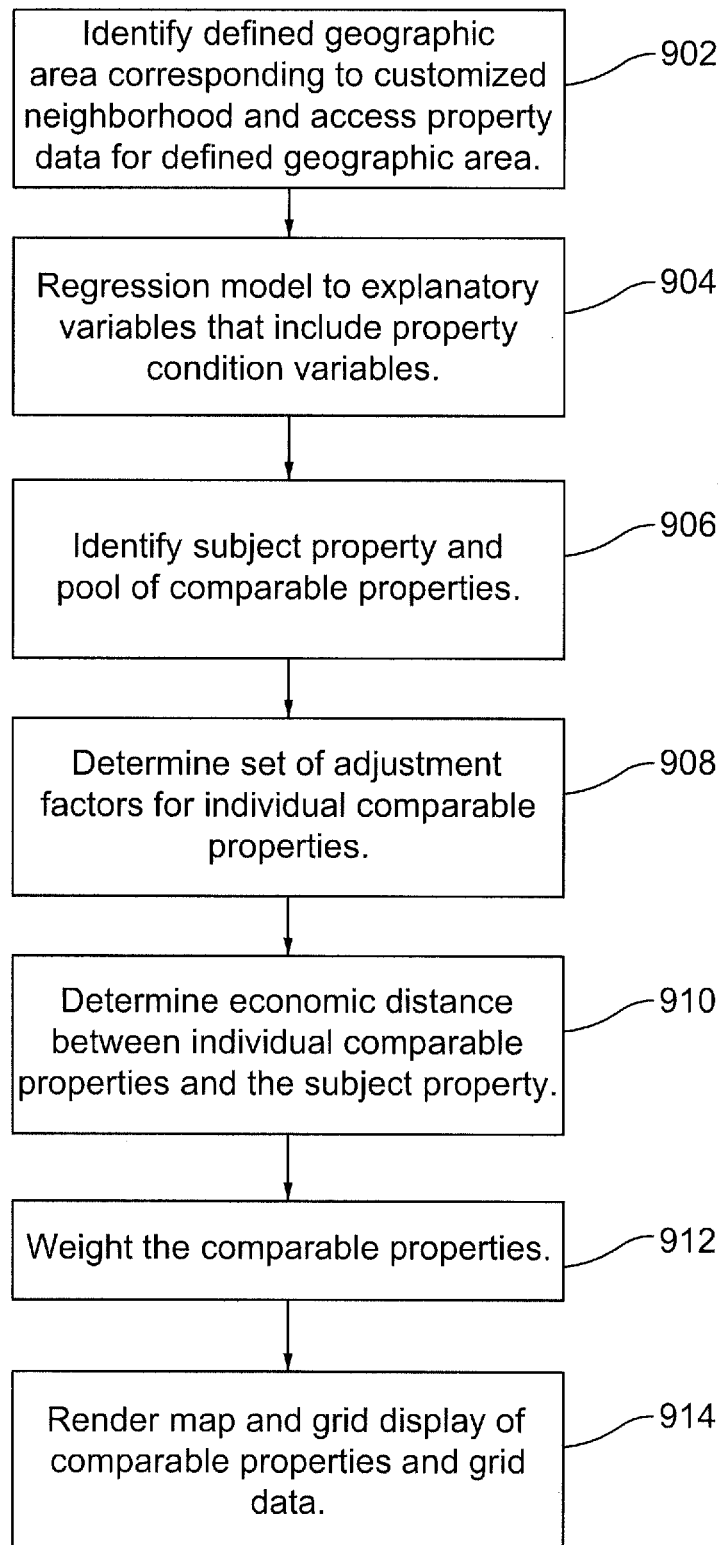 Identify defined geographic
area corresponding to customized
neighborhood and access property
data for defined geographic area.
902
Regression model to explanatory
variables that include property
condition variables.
904
Identify subject property and
pool of comparable properties.
906
Determine set of adjustment
factors for individual comparable
properties.
908
Determine economic distance
between individual comparable
properties and the subject property.
910
Weight the comparable properties.
912
Render map and grid display of
comparable properties and grid
data.
914